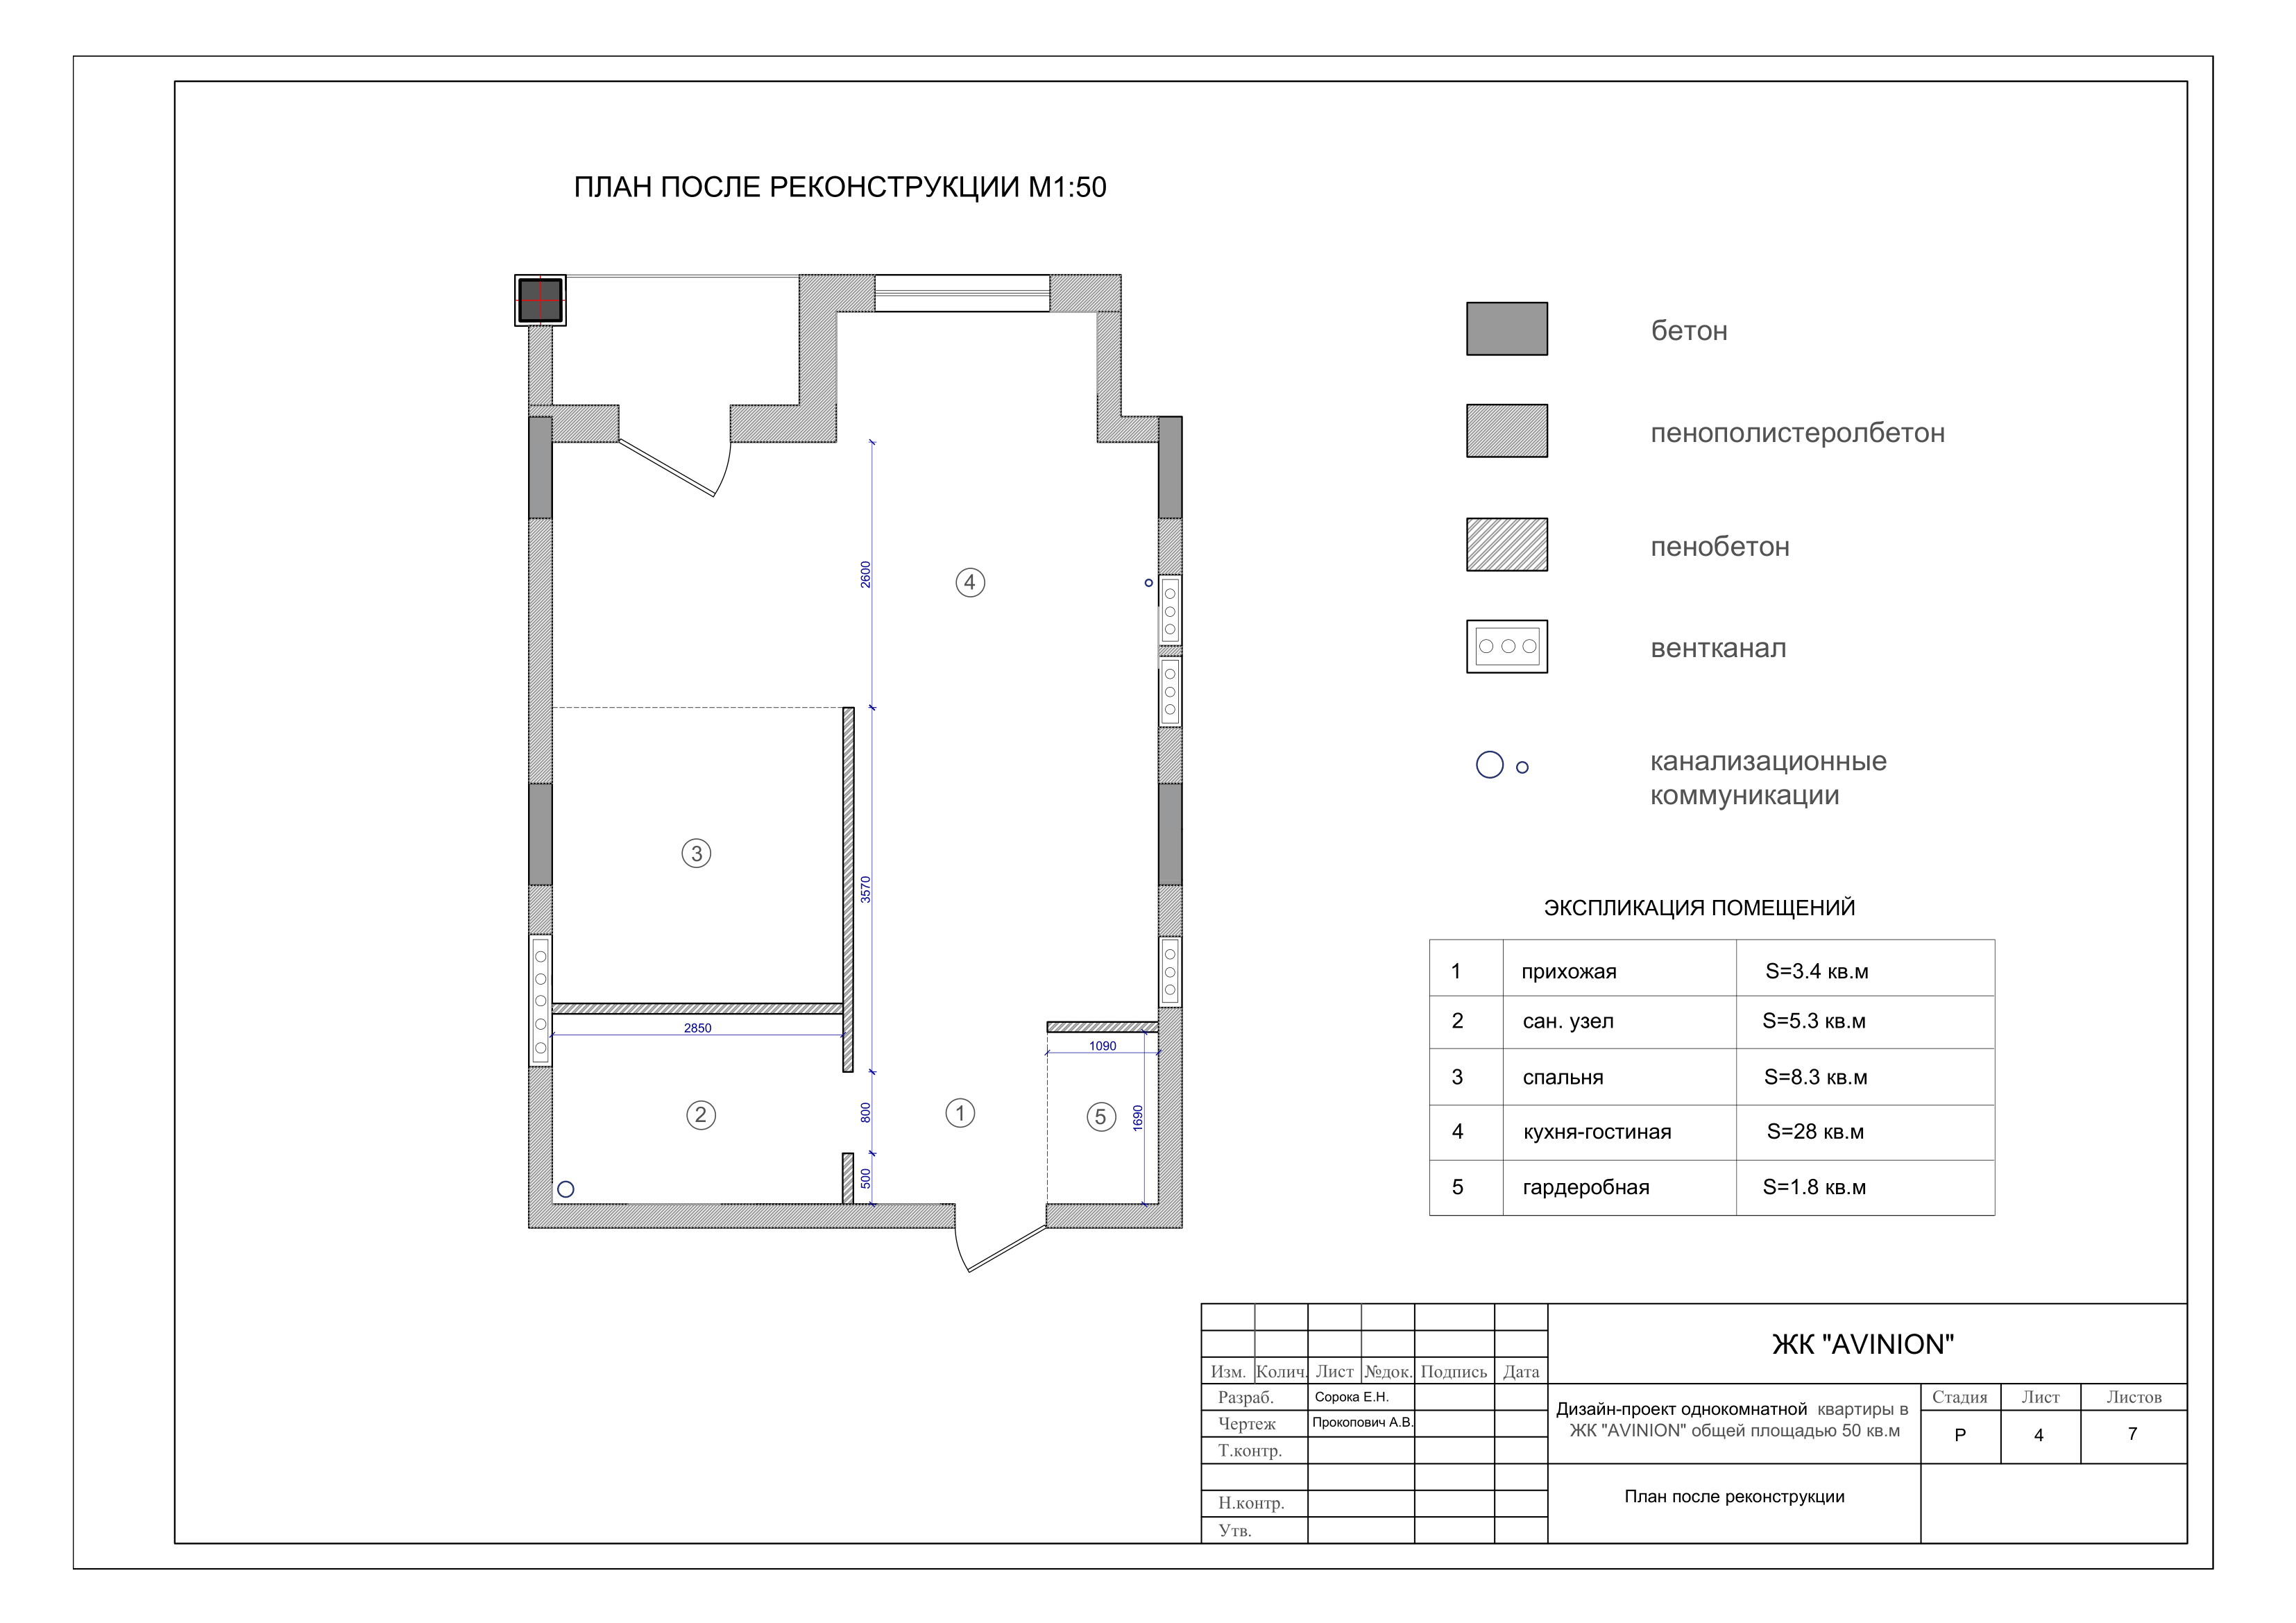 ПЛАН ПОСЛЕ РЕКОНСТРУКЦИИ М1:50
бетон
пенополистеролбетон
пенобетон
вентканал
канализационные
коммуникации
2600
4
3570
3
2850
1090
800
1690
500
2
1
5
ЭКСПЛИКАЦИЯ ПОМЕЩЕНИЙ
1 прихожая S=3.4 кв.м
2 сан. узел S=5.3 кв.м
3 спальня S=8.3 кв.м
4 кухня-гостиная S=28 кв.м
5 гардеробная S=1.8 кв.м
ЖК "AVINION"
Изм. Колич. Лист №док. Подпись Дата
Разраб. Сорока Е.Н.
Чертеж Прокопович А.В.
Т.контр.
Н.контр.
Утв.
Дизайн-проект однокомнатной квартиры в
ЖК "AVINION" общей площадью 50 кв.м
Стадия Лист Листов
Р 4 7
План после реконструкции